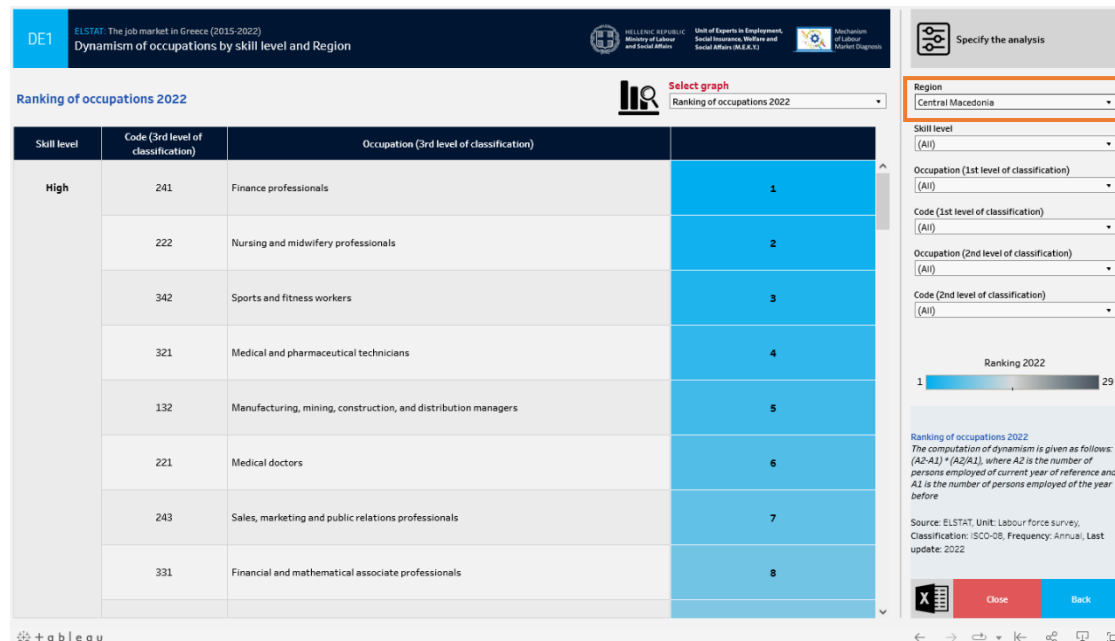 DE1
ELSTAT: The job market in Greece (2015-2022)
Dynamism of occupations by skill level and Region
HELLENIC REPUBLIC
Ministry of Labour
and Social Affairs
Unit of Experts in Employment,
Social Insurance, Welfare and
Social Affairs (M.E.K.Y.)
Mechanism
of Labour
Market Diagnosis
Specify the analysis
Ranking of occupations 2022
Select graph
Ranking of occupations 2022
Region
Central Macedonia
Skill level
(All)
Occupation (1st level of classification)
(All)
Code (1st level of classification)
(All)
Occupation (2nd level of classification)
(All)
Code (2nd level of classification)
(All)
Skill level
Code (3rd level of
classification)
Occupation (3rd level of classification)
High
241 Finance professionals 1
222 Nursing and midwifery professionals 2
342 Sports and fitness workers 3
321 Medical and pharmaceutical technicians 4
132 Manufacturing, mining, construction, and distribution managers 5
221 Medical doctors 6
243 Sales, marketing and public relations professionals 7
331 Financial and mathematical associate professionals 8
Ranking 2022
1 29
Ranking of occupations 2022
The computation of dynamism is given as follows:
(A2-A1) * (A2/A1), where A2 is the number of
persons employed of current year of reference and
A1 is the number of persons employed of the year
before
Source: ELSTAT, Unit: Labour force survey,
Classification: ISCO-08, Frequency: Annual, Last
update: 2022
X
Close
Back
+ a b l e a u